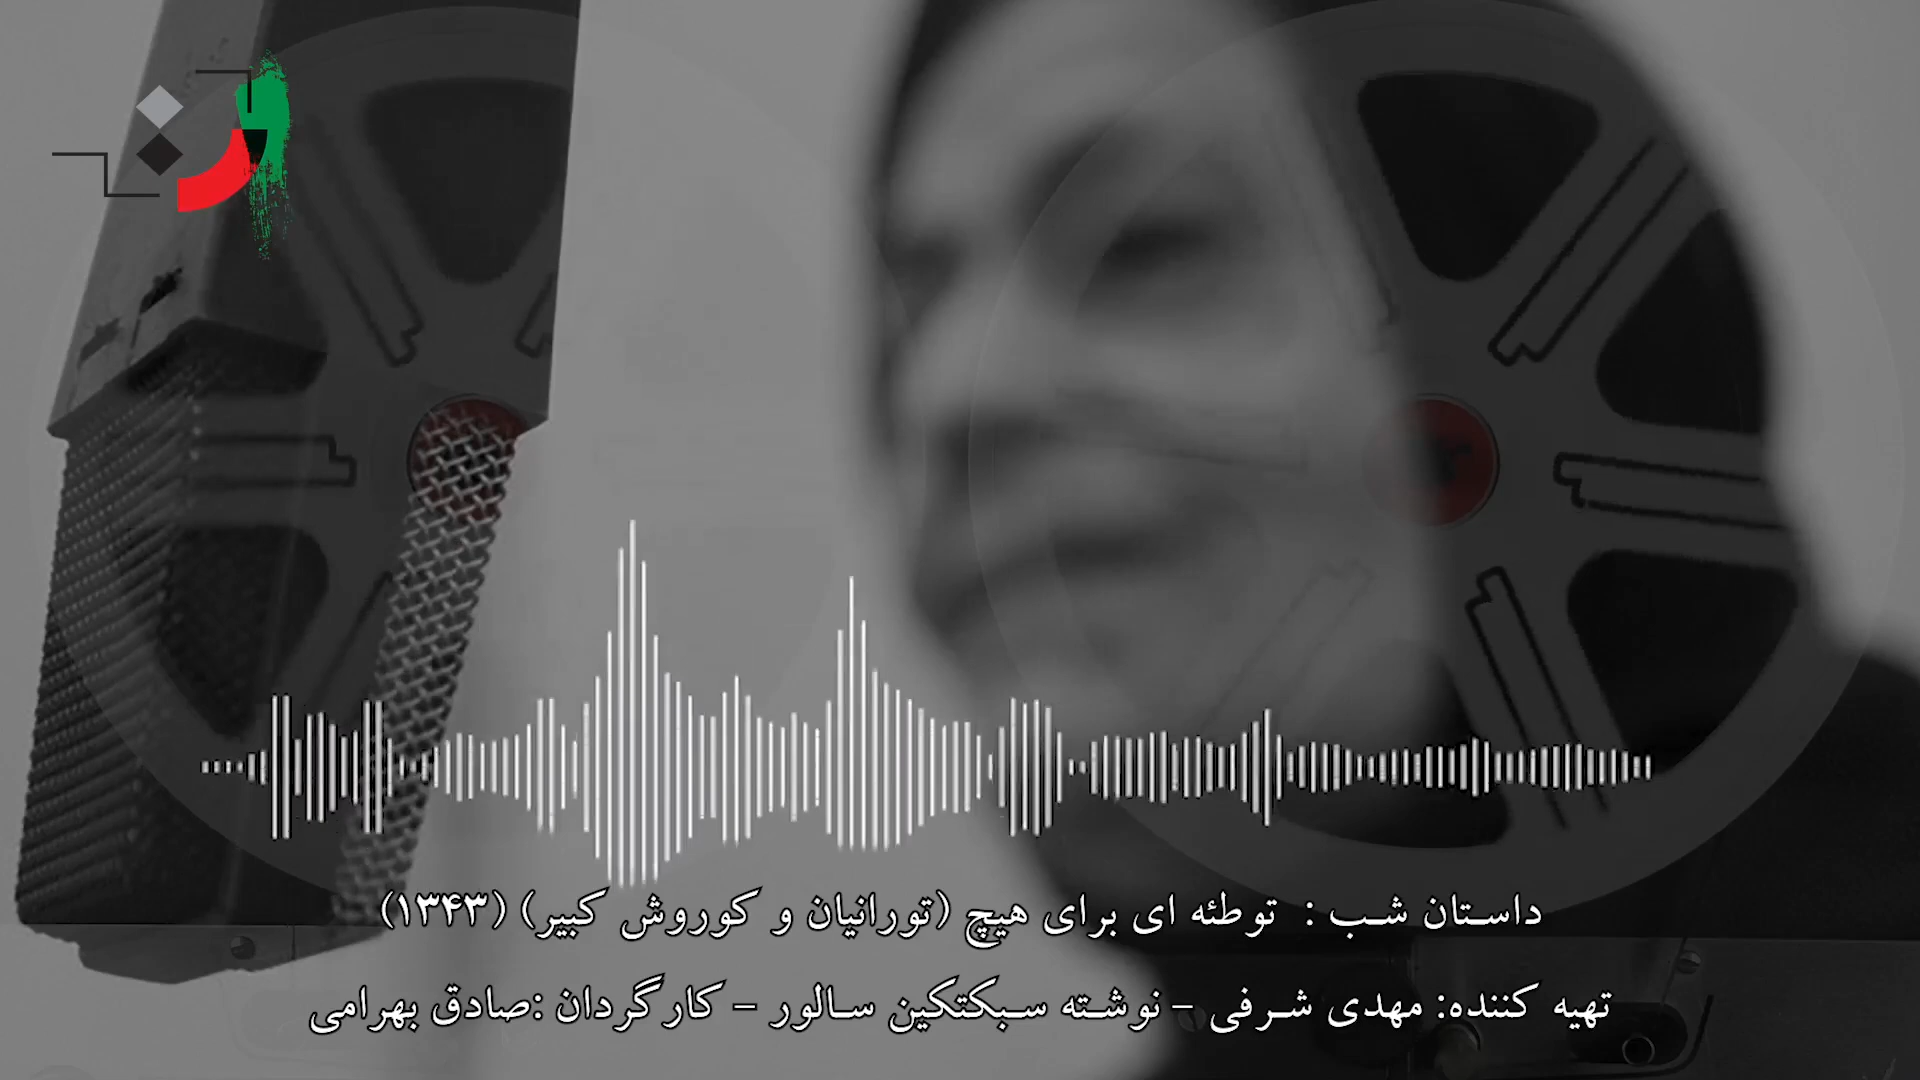 داستان شب : توطئه ای برای هیچ (تورانیان و کوروش کبیر) (۱۳۴۳)
تهیه کننده: مهدی شرفی - نوشته سبکتکین سالور - کارگردان :صادق بهرامی